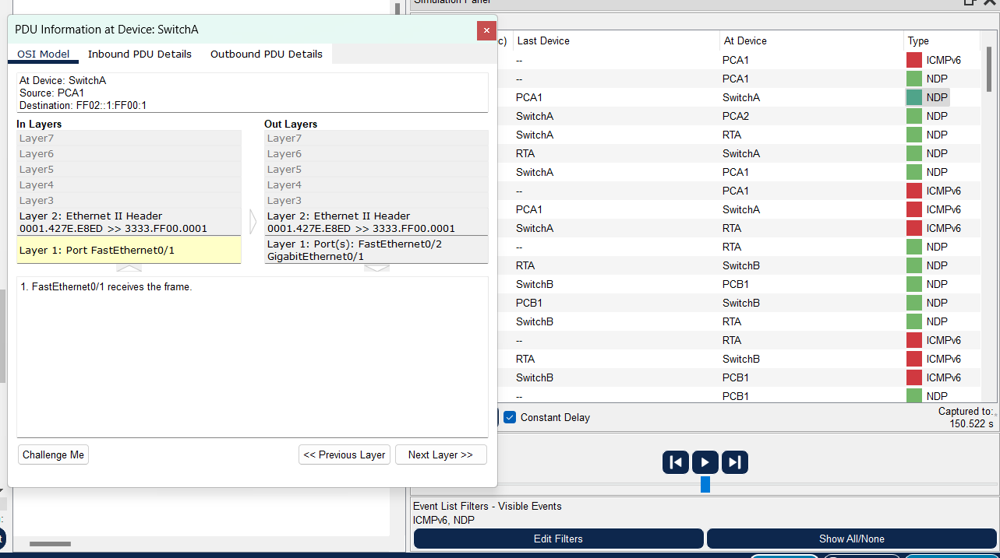 Simulation Panel
PDU Information at Device: SwitchA
OSI Model Inbound PDU Details Outbound PDU Details
At Device: SwitchA
Source: PCA1
Destination: FF02::1:FF00:1
In Layers
Layer7
Layer6
Layer5
Layer4
Layer3
Layer 2: Ethernet II Header
0001.427E.E8ED >> 3333.FF00.0001
Layer 1: Port FastEthernet0/1
Out Layers
Layer7
Layer6
Layer5
Layer4
Layer3
Layer 2: Ethernet II Header
0001.427E.E8ED >> 3333.FF00.0001
Layer 1: Port(s): FastEthernet0/2
GigabitEthernet0/1
1. FastEthernet0/1 receives the frame.
Challenge Me << Previous Layer Next Layer >>
c) Last Device At Device Type
-- PCA1 ICMPv6
-- PCA1 NDP
PCA1 SwitchA NDP
SwitchA PCA2 NDP
SwitchA RTA NDP
RTA SwitchA NDP
SwitchA PCA1 NDP
-- PCA1 ICMPv6
PCA1 SwitchA ICMPv6
SwitchA RTA ICMPv6
-- RTA NDP
RTA SwitchB NDP
SwitchB PCB1 NDP
PCB1 SwitchB NDP
SwitchB RTA NDP
-- RTA ICMPv6
RTA SwitchB ICMPv6
SwitchB PCB1 ICMPv6
-- PCB1 NDP
Constant Delay
Captured to:
150.522 s
Event List Filters - Visible Events
ICMPv6, NDP
Edit Filters Show All/None